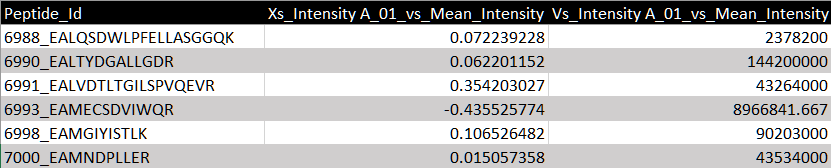 Peptide_Id Xs_Intensity A_01_vs_Mean_Intensity Vs_Intensity A_01_vs_Mean_Intensity
6988_EALQSDWLPFELLASGGQK 0.072239228 2378200
6990_EALTYDGALLGDR 0.062201152 144200000
6991_EALVDTLTGILSPVQEVR 0.354203027 43264000
6993_EAMECSDVIWQR -0.435525774 8966841.667
6998_EAMGIYISTLK 0.106526482 90203000
7000_EAMNDPLLER 0.015057358 43534000